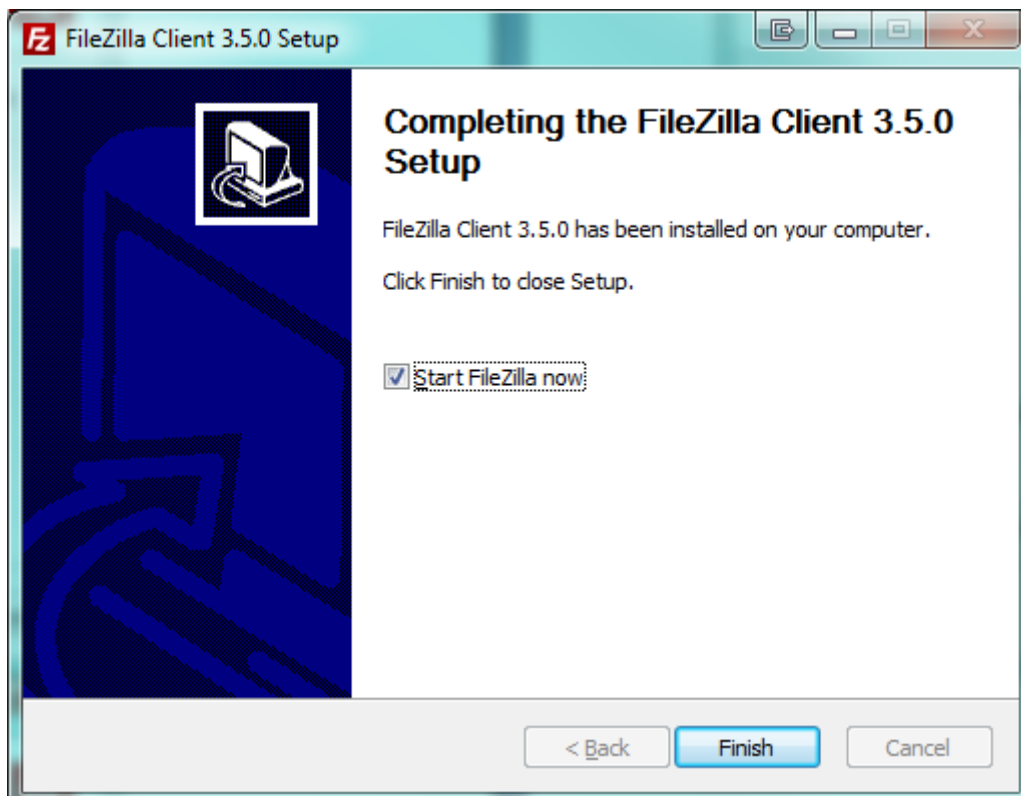 FileZilla Client 3.5.0 Setup
Completing the FileZilla Client 3.5.0
Setup
FileZilla Client 3.5.0 has been installed on your computer.
Click Finish to close Setup.
Start FileZilla now
< Back Finish Cancel